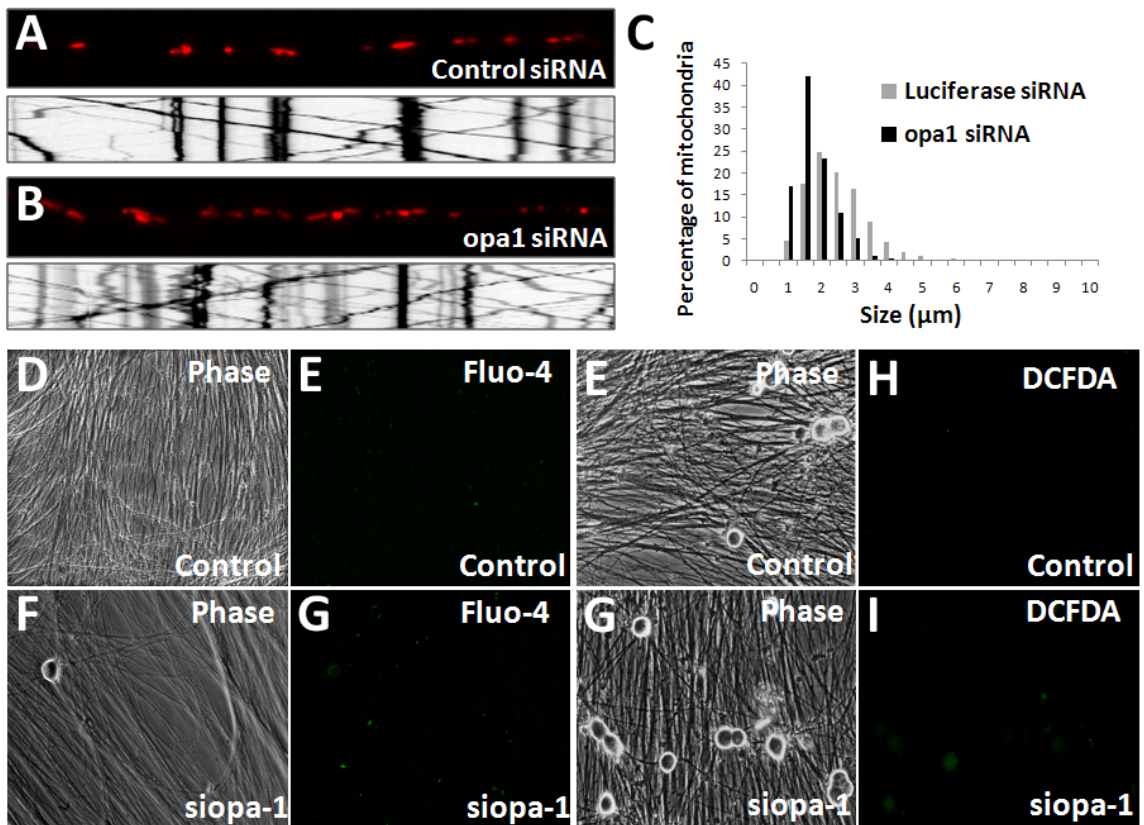 A
Control siRNA
B
opa1 siRNA
C
Percentage of mitochondria
45
40
35
30
25
20
15
10
5
0
0 1 2 3 4 5 6 7 8 9 10
Size (µm)
Luciferase siRNA
opa1 siRNA
D Phase
Control
E Fluo-4
Control
E Phase
Control
H DCFDA
Control
F Phase
siopa-1
G Fluo-4
siopa-1
G Phase
siopa-1
I DCFDA
siopa-1